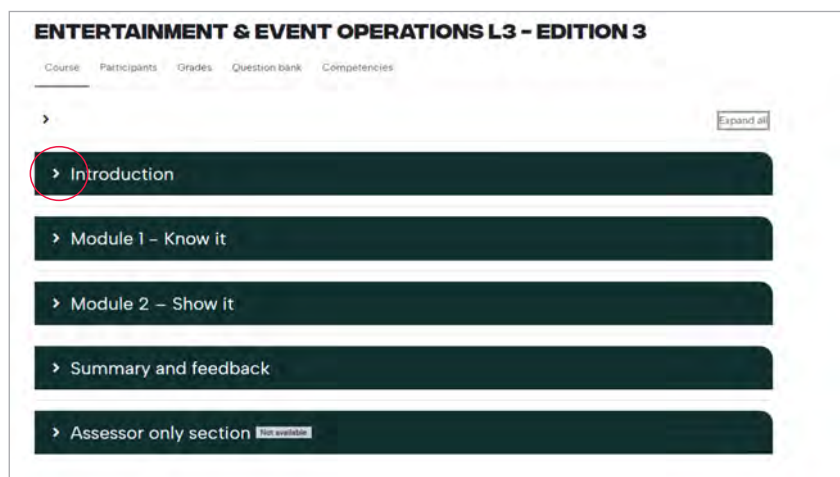 ENTERTAINMENT & EVENT OPERATIONS L3 - EDITION 3
Course Participants Grades Question bank Competencies
Expand all
Introduction
Module 1 – Know it
Module 2 – Show it
Summary and feedback
Assessor only section Not available